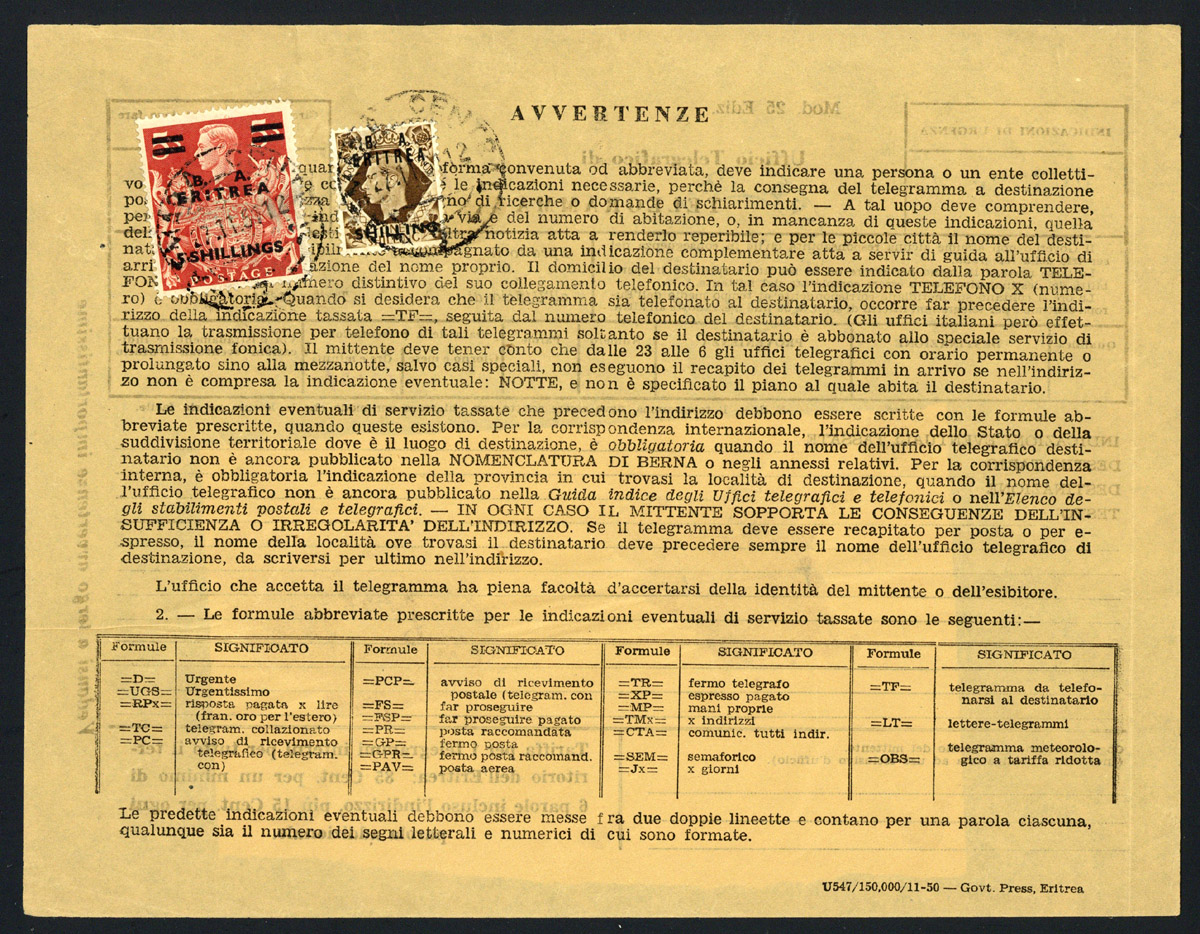 AVVERTENZE
B. A.
ERITREA
5 SHILLINGS
POSTAGE
B. A.
ERITREA
SHILLING
CENTR
12
forma convenuta od abbreviata, deve indicare una persona o un ente colletti-
vo le indicazioni necessarie, perchè la consegna del telegramma a destinazione
no di ricerche o domande di schiarimenti. — A tal uopo deve comprendere,
via e del numero di abitazione, o, in mancanza di queste indicazioni, quella
notizia atta a renderlo reperibile; e per le piccole città il nome del desti-
compagnato da una indicazione complementare atta a servir di guida all'ufficio di
arri azione del nome proprio. Il domicilio del destinatario può essere indicato dalla parola TELE-
FON numero distintivo del suo collegamento telefonico. In tal caso l'indicazione TELEFONO X (nume-
ro) è obbligatoria. Quando si desidera che il telegramma sia telefonato al destinatario, occorre far precedere l'indi-
rizzo della indicazione tassata =TF=, seguita dal numero telefonico del destinatario. (Gli uffici italiani però effet-
tuano la trasmissione per telefono di tali telegrammi soltanto se il destinatario è abbonato allo speciale servizio di
trasmissione fonica). Il mittente deve tener conto che dalle 23 alle 6 gli uffici telegrafici con orario permanente o
prolungato sino alla mezzanotte, salvo casi speciali, non eseguono il recapito dei telegrammi in arrivo se nell'indiriz-
zo non è compresa la indicazione eventuale: NOTTE, e non è specificato il piano al quale abita il destinatario.
Le indicazioni eventuali di servizio tassate che precedono l'indirizzo debbono essere scritte con le formule ab-
breviate prescritte, quando queste esistono. Per la corrispondenza internazionale, l'indicazione dello Stato o della
suddivisione territoriale dove è il luogo di destinazione, è obbligatoria quando il nome dell'ufficio telegrafico desti-
natario non è ancora pubblicato nella NOMENCLATURA DI BERNA o negli annessi relativi. Per la corrispondenza
interna, è obbligatoria l'indicazione della provincia in cui trovasi la località di destinazione, quando il nome del-
l'ufficio telegrafico non è ancora pubblicato nella Guida indice degli Uffici telegrafici e telefonici o nell'Elenco de-
gli stabilimenti postali e telegrafici. — IN OGNI CASO IL MITTENTE SOPPORTA LE CONSEGUENZE DELL'IN-
SUFFICIENZA O IRREGOLARITA' DELL'INDIRIZZO. Se il telegramma deve essere recapitato per posta o per e-
spresso, il nome della località ove trovasi il destinatario deve precedere sempre il nome dell'ufficio telegrafico di
destinazione, da scriversi per ultimo nell'indirizzo.
L'ufficio che accetta il telegramma ha piena facoltà d'accertarsi della identità del mittente o dell'esibitore.
2. — Le formule abbreviate prescritte per le indicazioni eventuali di servizio tassate sono le seguenti:—
Formule SIGNIFICATO Formule SIGNIFICATO Formule SIGNIFICATO Formule SIGNIFICATO
=D= Urgente
=UGS= Urgentissimo
=RPx= risposta pagata x lire
(fran. oro per l'estero)
=TC= telegram. collazionato
=PC= avviso di ricevimento
telegrafico (telegram.
con)
=PCP= avviso di ricevimento
postale (telegram. con
=FS= far proseguire
=FSP= far proseguire pagato
=PR= posta raccomandata
=GP= fermo posta
=GPR= fermo posta raccomand.
=PAV= posta aerea
=TR= fermo telegrafo
=XP= espresso pagato
=MP= mani proprie
=TMx= x indirizzi
=CTA= comunic. tutti indir.
=SEM= semaforico
=Jx= x giorni
=TF= telegramma da telefo-
narsi al destinatario
=LT= lettere-telegrammi
telegramma meteorolo-
=OBS= gico a tariffa ridotta
Le predette indicazioni eventuali debbono essere messe fra due doppie lineette e contano per una parola ciascuna,
qualunque sia il numero dei segni letterali e numerici di cui sono formate.
U547/150,000/11-50 — Govt. Press, Eritrea